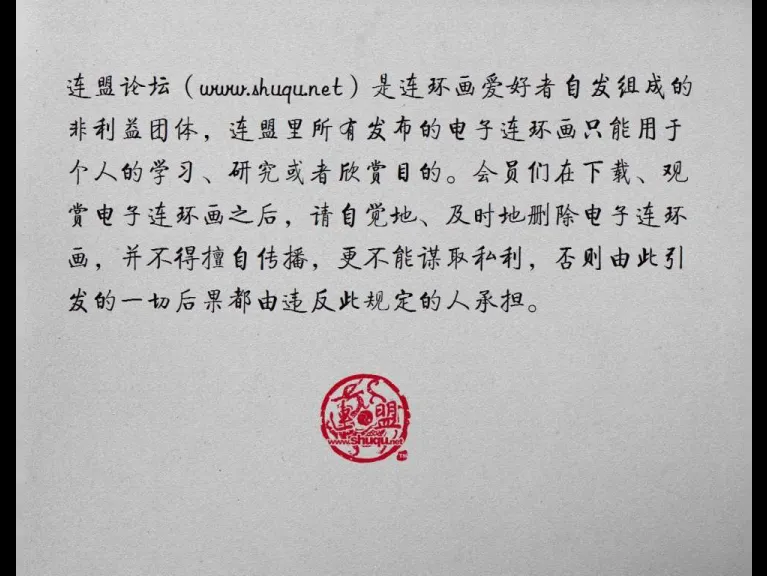 连盟论坛（www.shuqu.net）是连环画爱好者自发组成的
非利益团体，连盟里所有发布的电子连环画只能用于
个人的学习、研究或者欣赏目的。会员们在下载、观
赏电子连环画之后，请自觉地、及时地删除电子连环
画，并不得擅自传播，更不能谋取私利，否则由此引
发的一切后果都由违反此规定的人承担。
連盟
www.shuqu.net
TM